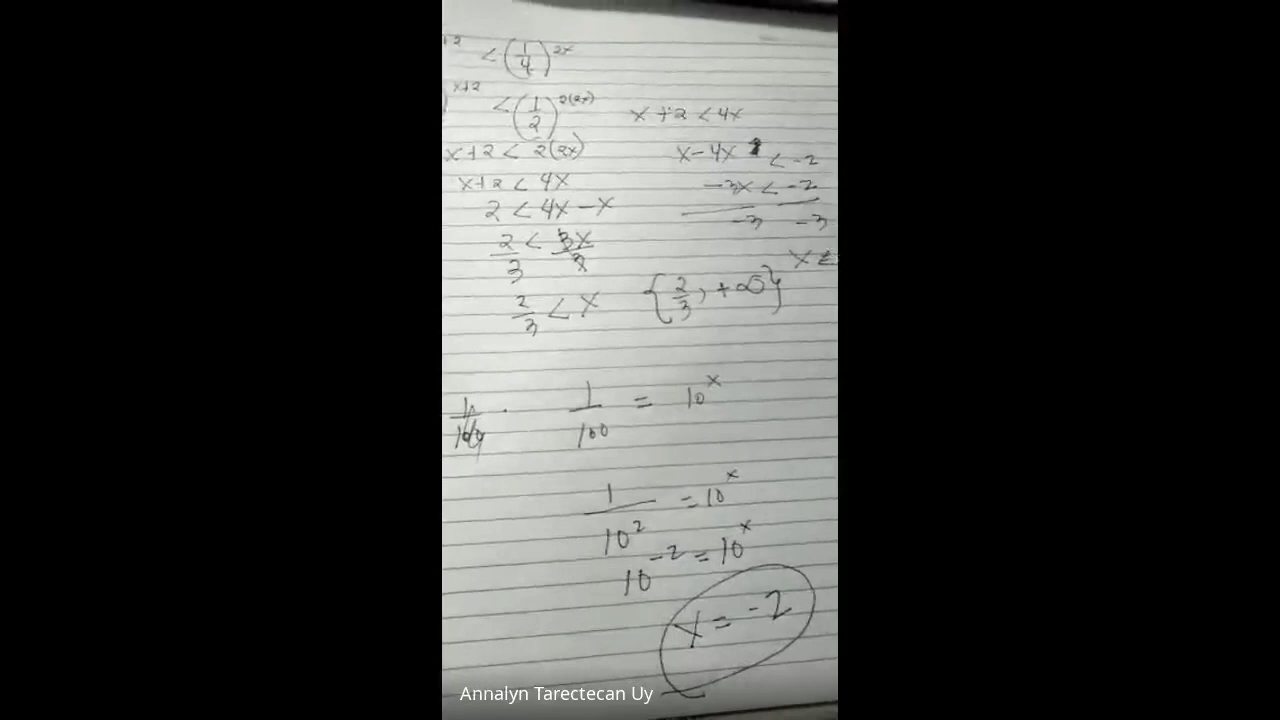 +2 < (1/4)^2x
x+2 < (1/2)^2(2x)
x+2 < 2(2x)
x+2 < 4x
2 < 4x - x
2/3 < 3x/3
2/3 < x
x+2 < 4x
x - 4x < -2
-3x < -2
-3 -3
x <
{2/3, +∞}
1/100 = 10^x
1/10^2 = 10^x
10^-2 = 10^x
x = -2
Annalyn Tarectecan Uy